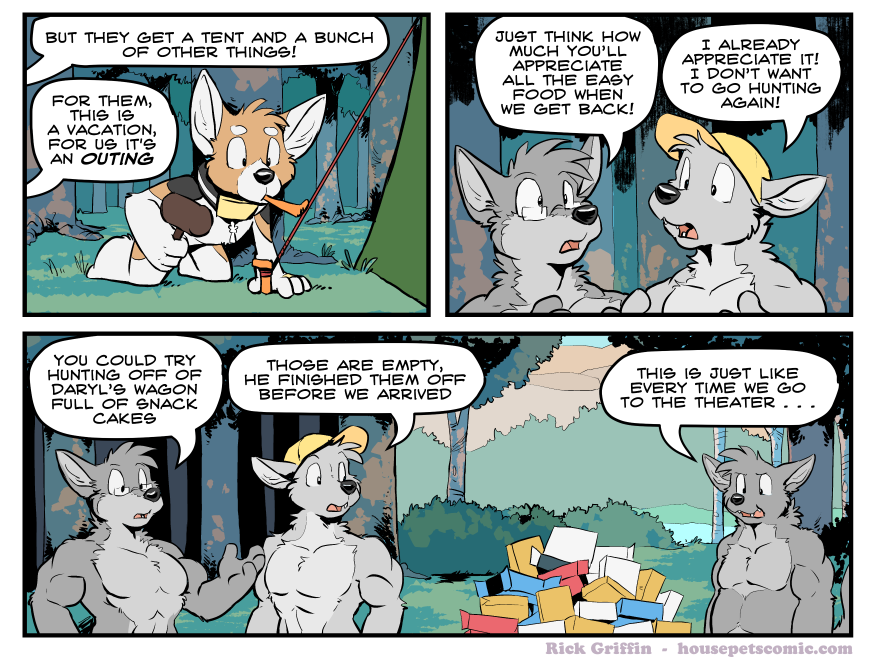 BUT THEY GET A TENT AND A BUNCH
OF OTHER THINGS!
FOR THEM,
THIS IS
A VACATION,
FOR US IT'S
AN OUTING
JUST THINK HOW
MUCH YOU'LL
APPRECIATE
ALL THE EASY
FOOD WHEN
WE GET BACK!
I ALREADY
APPRECIATE IT!
I DON'T WANT
TO GO HUNTING
AGAIN!
YOU COULD TRY
HUNTING OFF OF
DARYL'S WAGON
FULL OF SNACK
CAKES
THOSE ARE EMPTY,
HE FINISHED THEM OFF
BEFORE WE ARRIVED
THIS IS JUST LIKE
EVERY TIME WE GO
TO THE THEATER . . .
Rick Griffin - housepetscomic.com